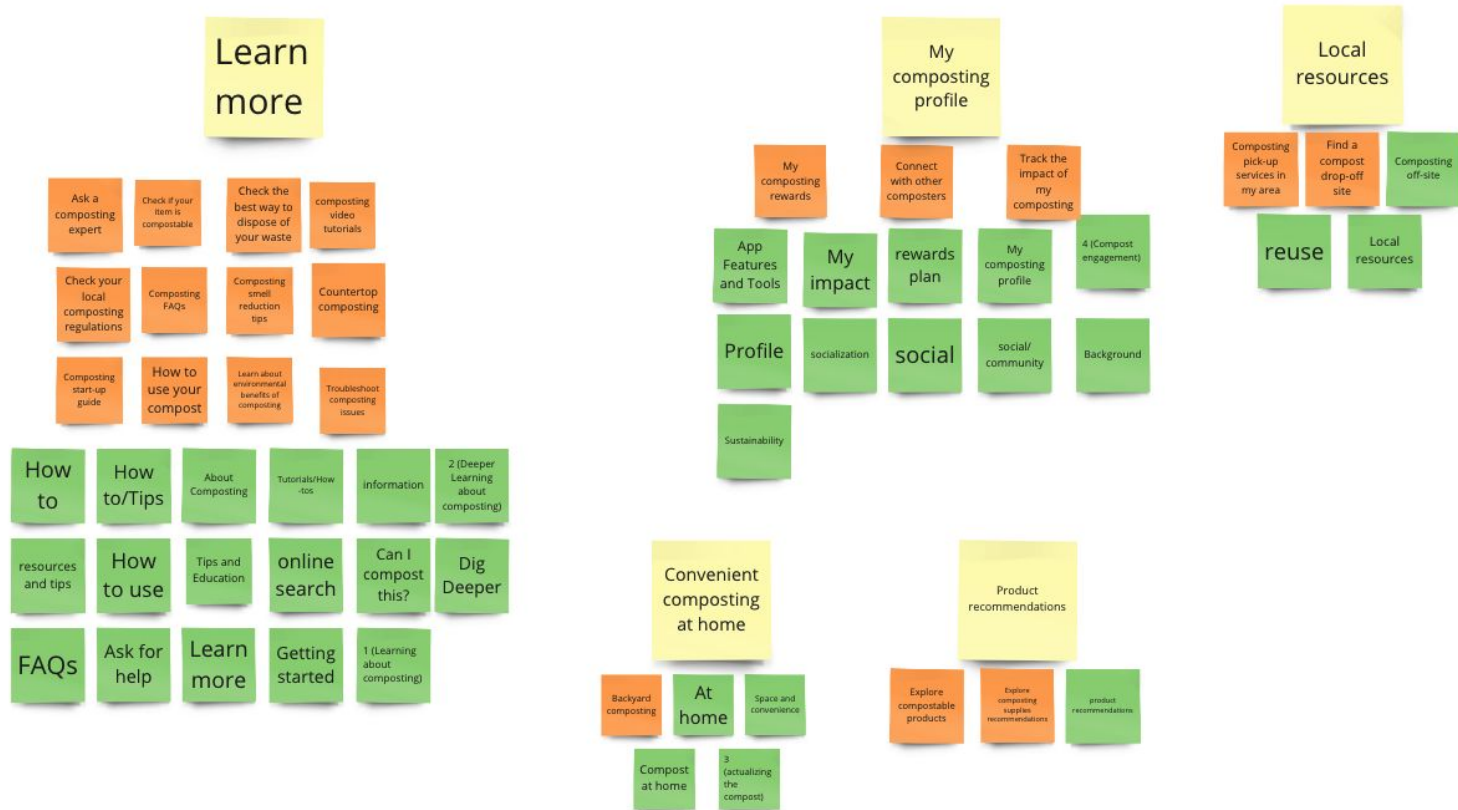 Learn
more
Ask a
composting
expert
Check if your
item is
compostable
Check the
best way to
dispose of
your waste
composting
video
tutorials
Check your
local
composting
regulations
Composting
FAQs
Composting
smell
reduction
tips
Countertop
composting
Composting
start-up
guide
How to
use your
compost
Learn about
environmental
benefits of
composting
Troubleshoot
composting
issues
How
to
How
to/Tips
About
Composting
Tutorials/How
-tos
information
2 (Deeper
Learning
about
composting)
resources
and tips
How
to use
Tips and
Education
online
search
Can I
compost
this?
Dig
Deeper
FAQs
Ask for
help
Learn
more
Getting
started
1 (Learning
about
composting)
My
composting
profile
My
composting
rewards
Connect
with other
composters
Track the
impact of
my
composting
App
Features
and Tools
My
impact
rewards
plan
My
composting
profile
4 (Compost
engagement)
Profile
socialization
social
social/
community
Background
Sustainability
Local
resources
Composting
pick-up
services in
my area
Find a
compost
drop-off
site
Composting
off-site
reuse
Local
resources
Convenient
composting
at home
Backyard
composting
At
home
Space and
convenience
Compost
at home
3
(actualizing
the
compost)
Product
recommendations
Explore
compostable
products
Explore
composting
supplies
recommendations
product
recommendations